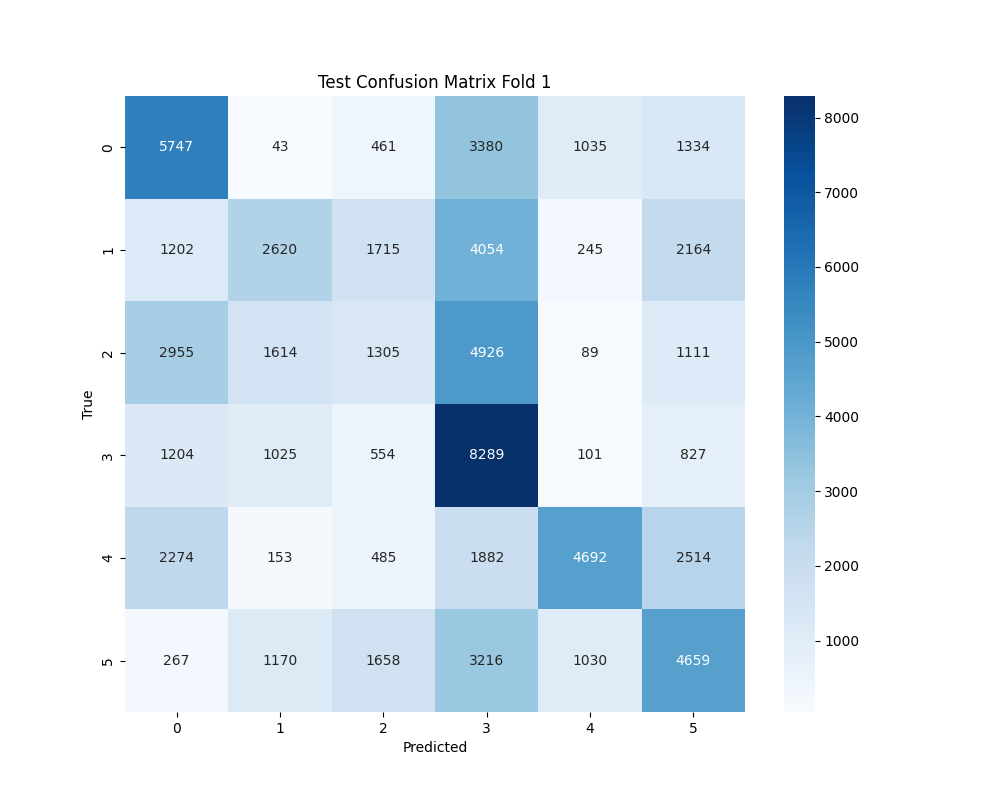 Test Confusion Matrix Fold 1
0 5747 43 461 3380 1035 1334
1 1202 2620 1715 4054 245 2164
2 2955 1614 1305 4926 89 1111
3 1204 1025 554 8289 101 827
4 2274 153 485 1882 4692 2514
5 267 1170 1658 3216 1030 4659
0 1 2 3 4 5
Predicted
True
8000
7000
6000
5000
4000
3000
2000
1000